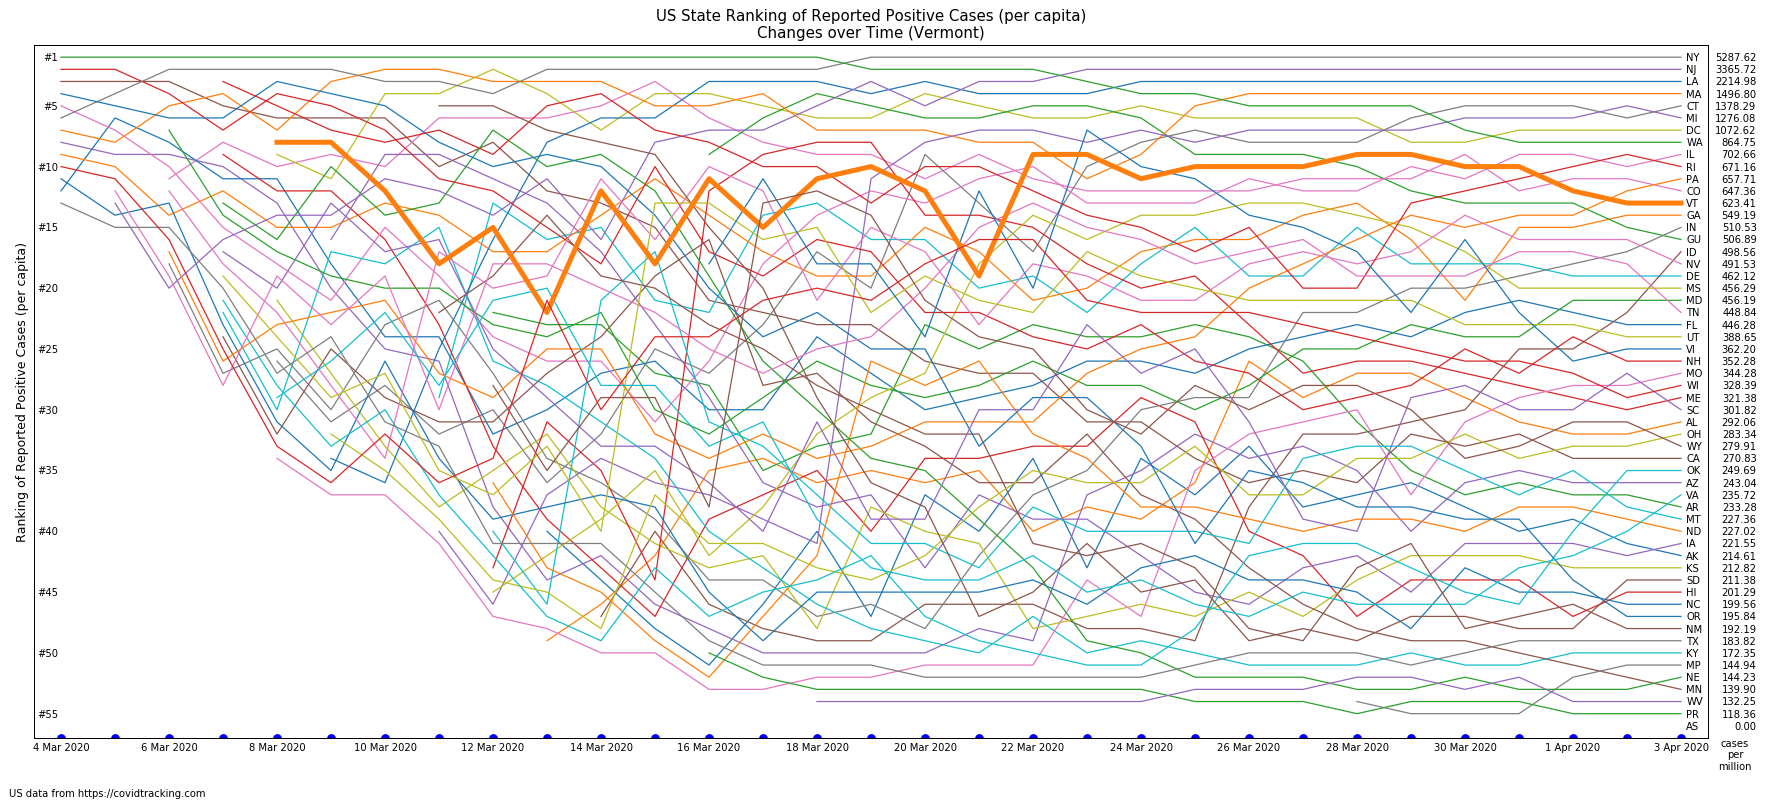 US State Ranking of Reported Positive Cases (per capita)
Changes over Time (Vermont)
Ranking of Reported Positive Cases (per capita)
#1
#5
#10
#15
#20
#25
#30
#35
#40
#45
#50
#55
NY 5287.62
NJ 3365.72
LA 2214.98
MA 1496.80
CT 1378.29
MI 1276.08
DC 1072.62
WA 864.75
IL 702.66
RI 671.16
PA 657.71
CO 647.36
VT 623.41
GA 549.19
IN 510.53
GU 506.89
ID 498.56
NV 491.53
DE 462.12
MS 456.29
MD 456.19
TN 448.84
FL 446.28
UT 388.65
VI 362.20
NH 352.28
MO 344.28
WI 328.39
ME 321.38
SC 301.82
AL 292.06
OH 283.34
WY 279.91
CA 270.83
OK 249.69
AZ 243.04
VA 235.72
AR 233.28
MT 227.36
ND 227.02
IA 221.55
AK 214.61
KS 212.82
SD 211.38
HI 201.29
NC 199.56
OR 195.84
NM 192.19
TX 183.82
KY 172.35
MP 144.94
NE 144.23
MN 139.90
WV 132.25
PR 118.36
AS 0.00
4 Mar 2020 6 Mar 2020 8 Mar 2020 10 Mar 2020 12 Mar 2020 14 Mar 2020 16 Mar 2020 18 Mar 2020 20 Mar 2020 22 Mar 2020 24 Mar 2020 26 Mar 2020 28 Mar 2020 30 Mar 2020 1 Apr 2020 3 Apr 2020
cases
per
million
US data from https://covidtracking.com